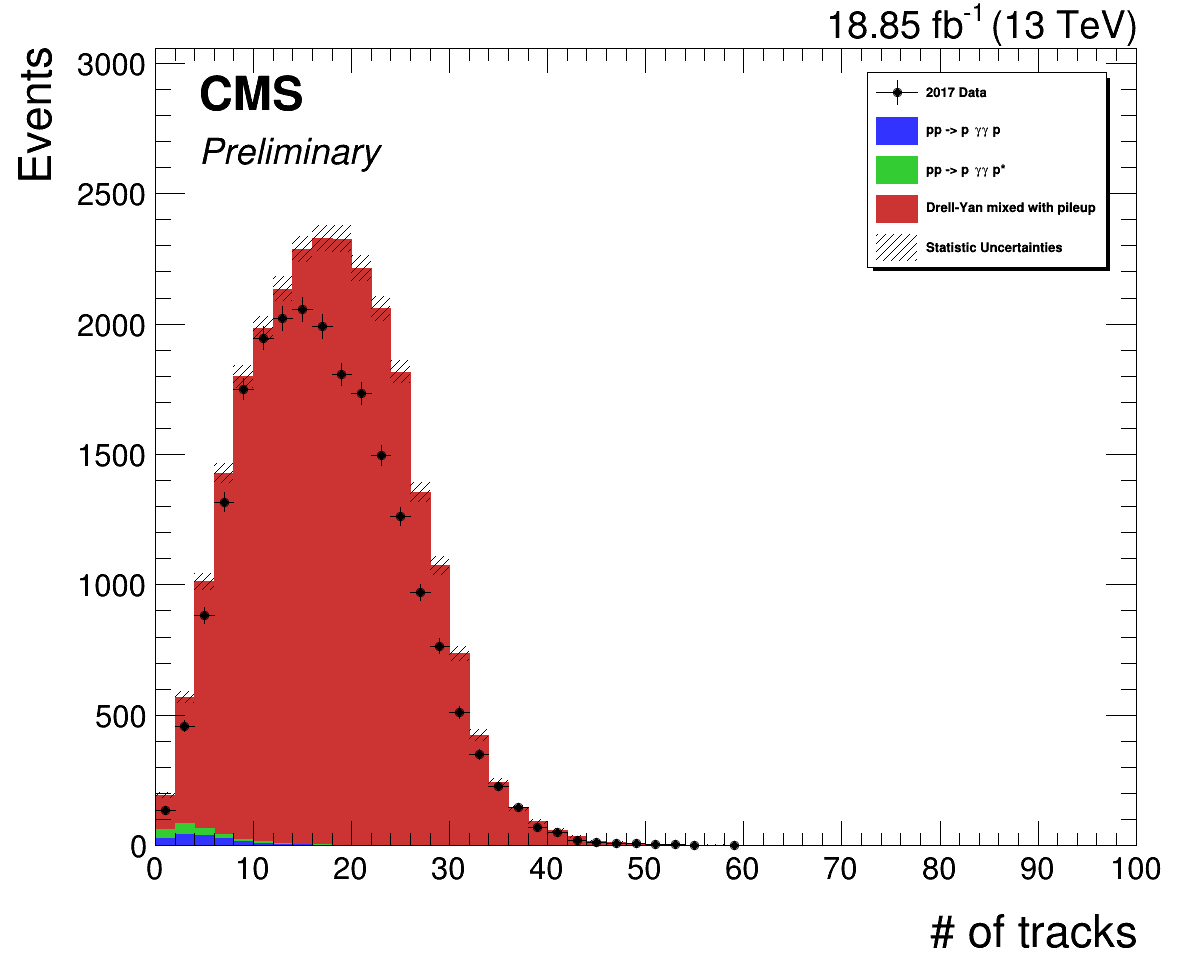 18.85 fb-1 (13 TeV)
Events
3000
2500
2000
1500
1000
500
0
CMS
Preliminary
2017 Data
pp -> p γγ p
pp -> p γγ p*
Drell-Yan mixed with pileup
Statistic Uncertainties
0 10 20 30 40 50 60 70 80 90 100
# of tracks